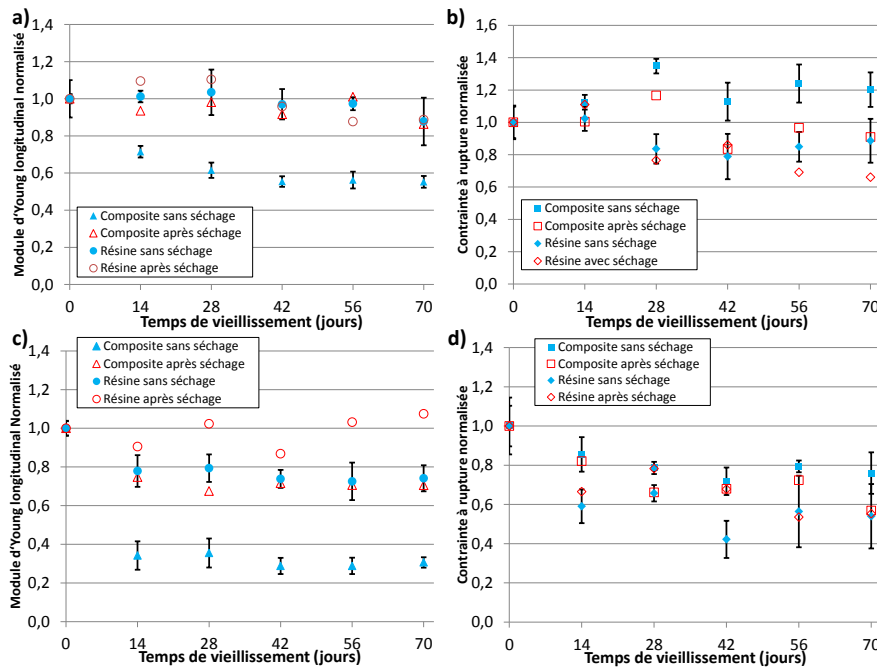 a)
Module d'Young longitudinal normalisé
1,4
1,2
1,0
0,8
0,6
0,4
0,2
0,0
Composite sans séchage
Composite après séchage
Résine sans séchage
Résine après séchage
0 14 28 42 56 70
Temps de vieillissement (jours)
b)
Contrainte à rupture normalisée
1,6
1,4
1,2
1,0
0,8
0,6
0,4
0,2
0,0
Composite sans séchage
Composite après séchage
Résine sans séchage
Résine avec séchage
0 14 28 42 56 70
Temps de vieillissement (jours)
c)
Module d'Young longitudinal Normalisé
1,4
1,2
1,0
0,8
0,6
0,4
0,2
0,0
Composite sans séchage
Composite après séchage
Résine sans séchage
Résine après séchage
0 14 28 42 56 70
Temps de vieillissement (jours)
d)
Contrainte à rupture normalisée
1,4
1,2
1,0
0,8
0,6
0,4
0,2
0,0
Composite sans séchage
Composite après séchage
Résine sans séchage
Résine après séchage
0 14 28 42 56 70
Temps de vieillissement (jours)